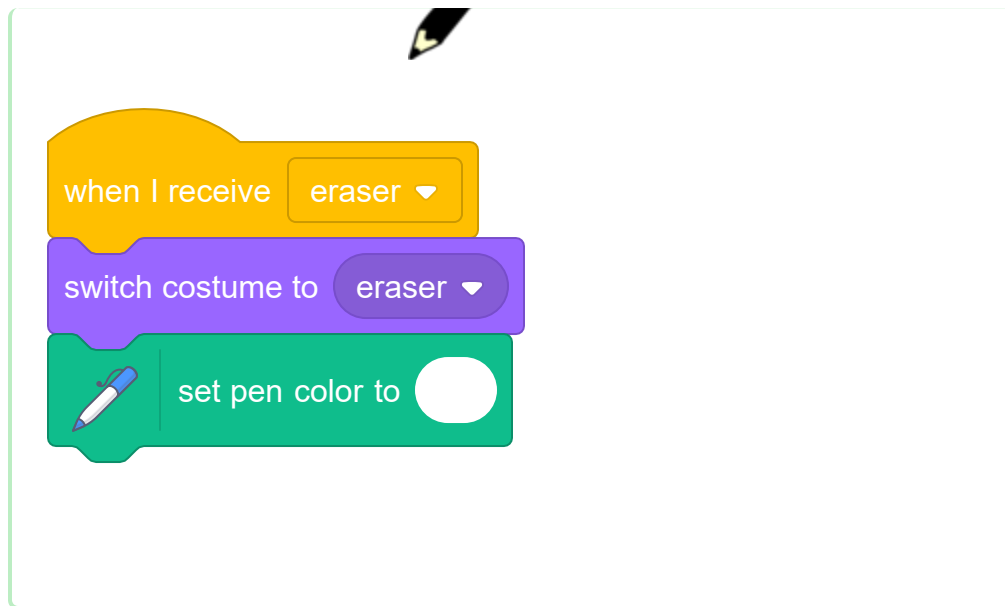 when I receive eraser
switch costume to eraser
set pen color to